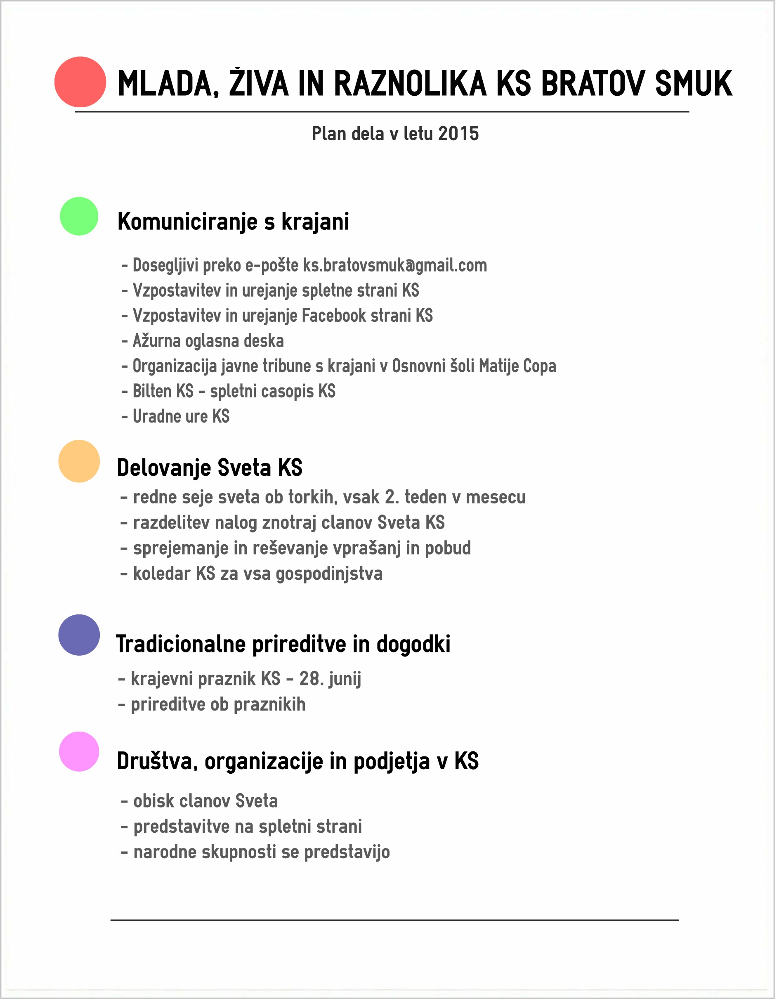 MLADA, ŽIVA IN RAZNOLIKA KS BRATOV SMUK
Plan dela v letu 2015
Komuniciranje s krajani
- Dosegljivi preko e-pošte ks.bratovsmuk@gmail.com
- Vzpostavitev in urejanje spletne strani KS
- Vzpostavitev in urejanje Facebook strani KS
- Ažurna oglasna deska
- Organizacija javne tribune s krajani v Osnovni šoli Matije Copa
- Bilten KS - spletni casopis KS
- Uradne ure KS
Delovanje Sveta KS
- redne seje sveta ob torkih, vsak 2. teden v mesecu
- razdelitev nalog znotraj clanov Sveta KS
- sprejemanje in reševanje vprašanj in pobud
- koledar KS za vsa gospodinjstva
Tradicionalne prireditve in dogodki
- krajevni praznik KS - 28. junij
- prireditve ob praznikih
Društva, organizacije in podjetja v KS
- obisk clanov Sveta
- predstavitve na spletni strani
- narodne skupnosti se predstavijo